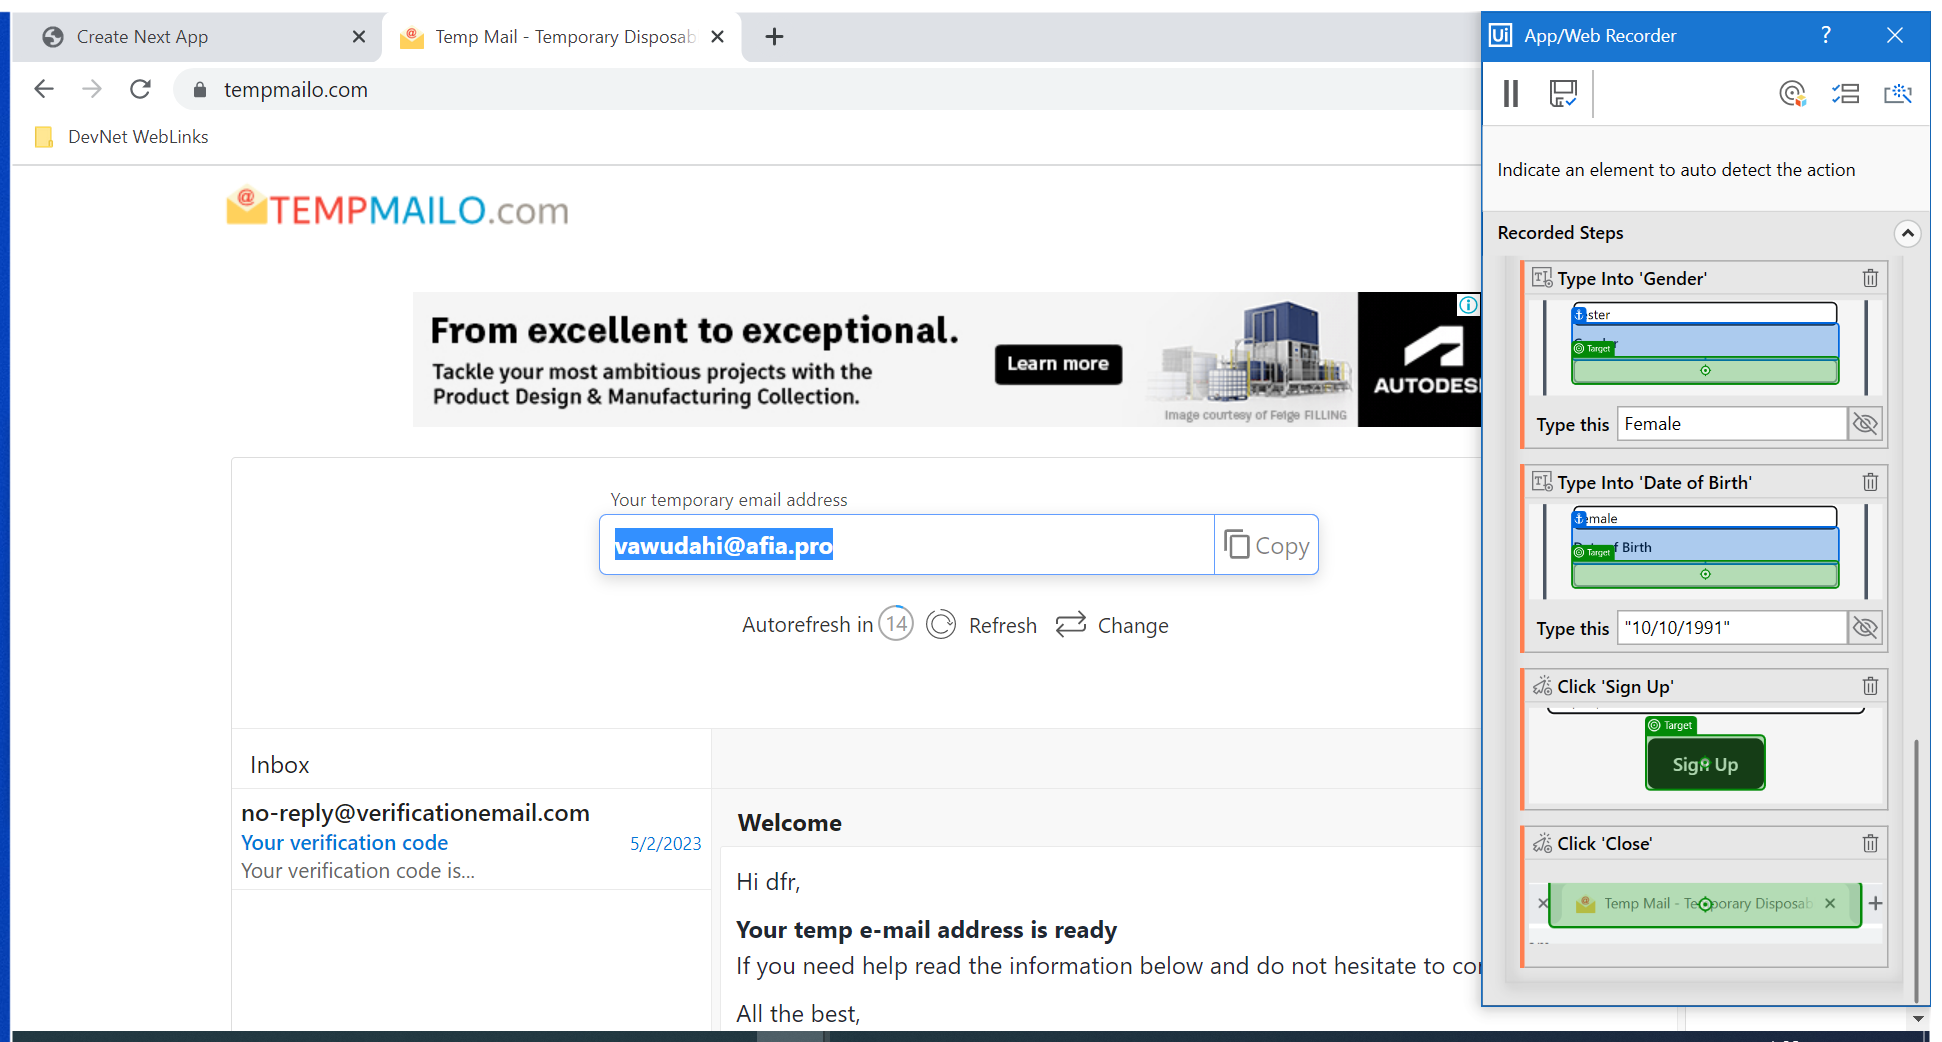 Create Next App
Temp Mail - Temporary Disposab
Ui App/Web Recorder ?
tempmailo.com
DevNet WebLinks
Indicate an element to auto detect the action
Recorded Steps
@TEMPMAILO.com
From excellent to exceptional.
Tackle your most ambitious projects with the
Product Design & Manufacturing Collection.
Learn more
Image courtesy of Feige FILLING
AUTODES
Your temporary email address
vawudahi@afia.pro
Copy
Autorefresh in 14 Refresh Change
Inbox
no-reply@verificationemail.com
Your verification code 5/2/2023
Your verification code is...
Welcome
Hi dfr,
Your temp e-mail address is ready
If you need help read the information below and do not hesitate to co
All the best,
Type Into 'Gender'
ster
Target
Type this Female
Type Into 'Date of Birth'
emale
f Birth
Target
Type this "10/10/1991"
Click 'Sign Up'
Target
Sign Up
Click 'Close'
Temp Mail - Temporary Disposab